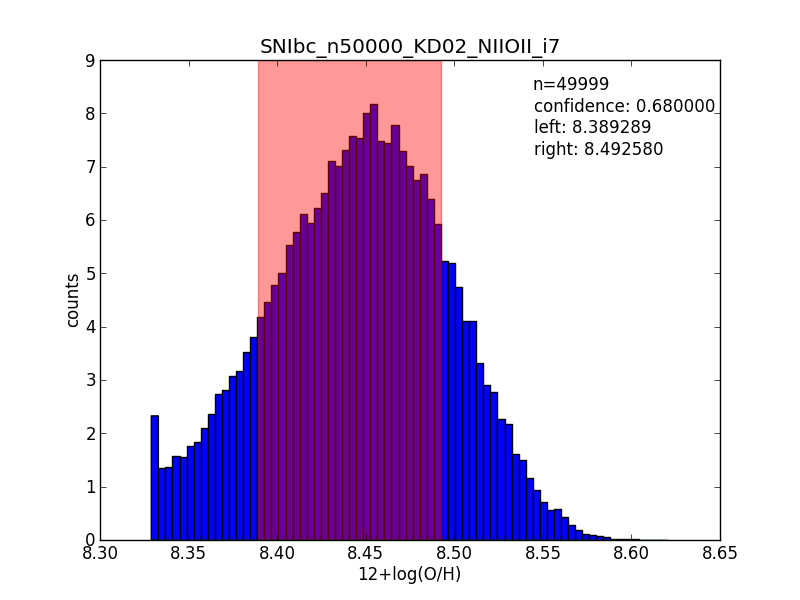 SNIbc_n50000_KD02_NIIOII_i7
n=49999
confidence: 0.680000
left: 8.389289
right: 8.492580
9
8
7
6
5
4
3
2
1
0
counts
8.30 8.35 8.40 8.45 8.50 8.55 8.60 8.65
12+log(O/H)